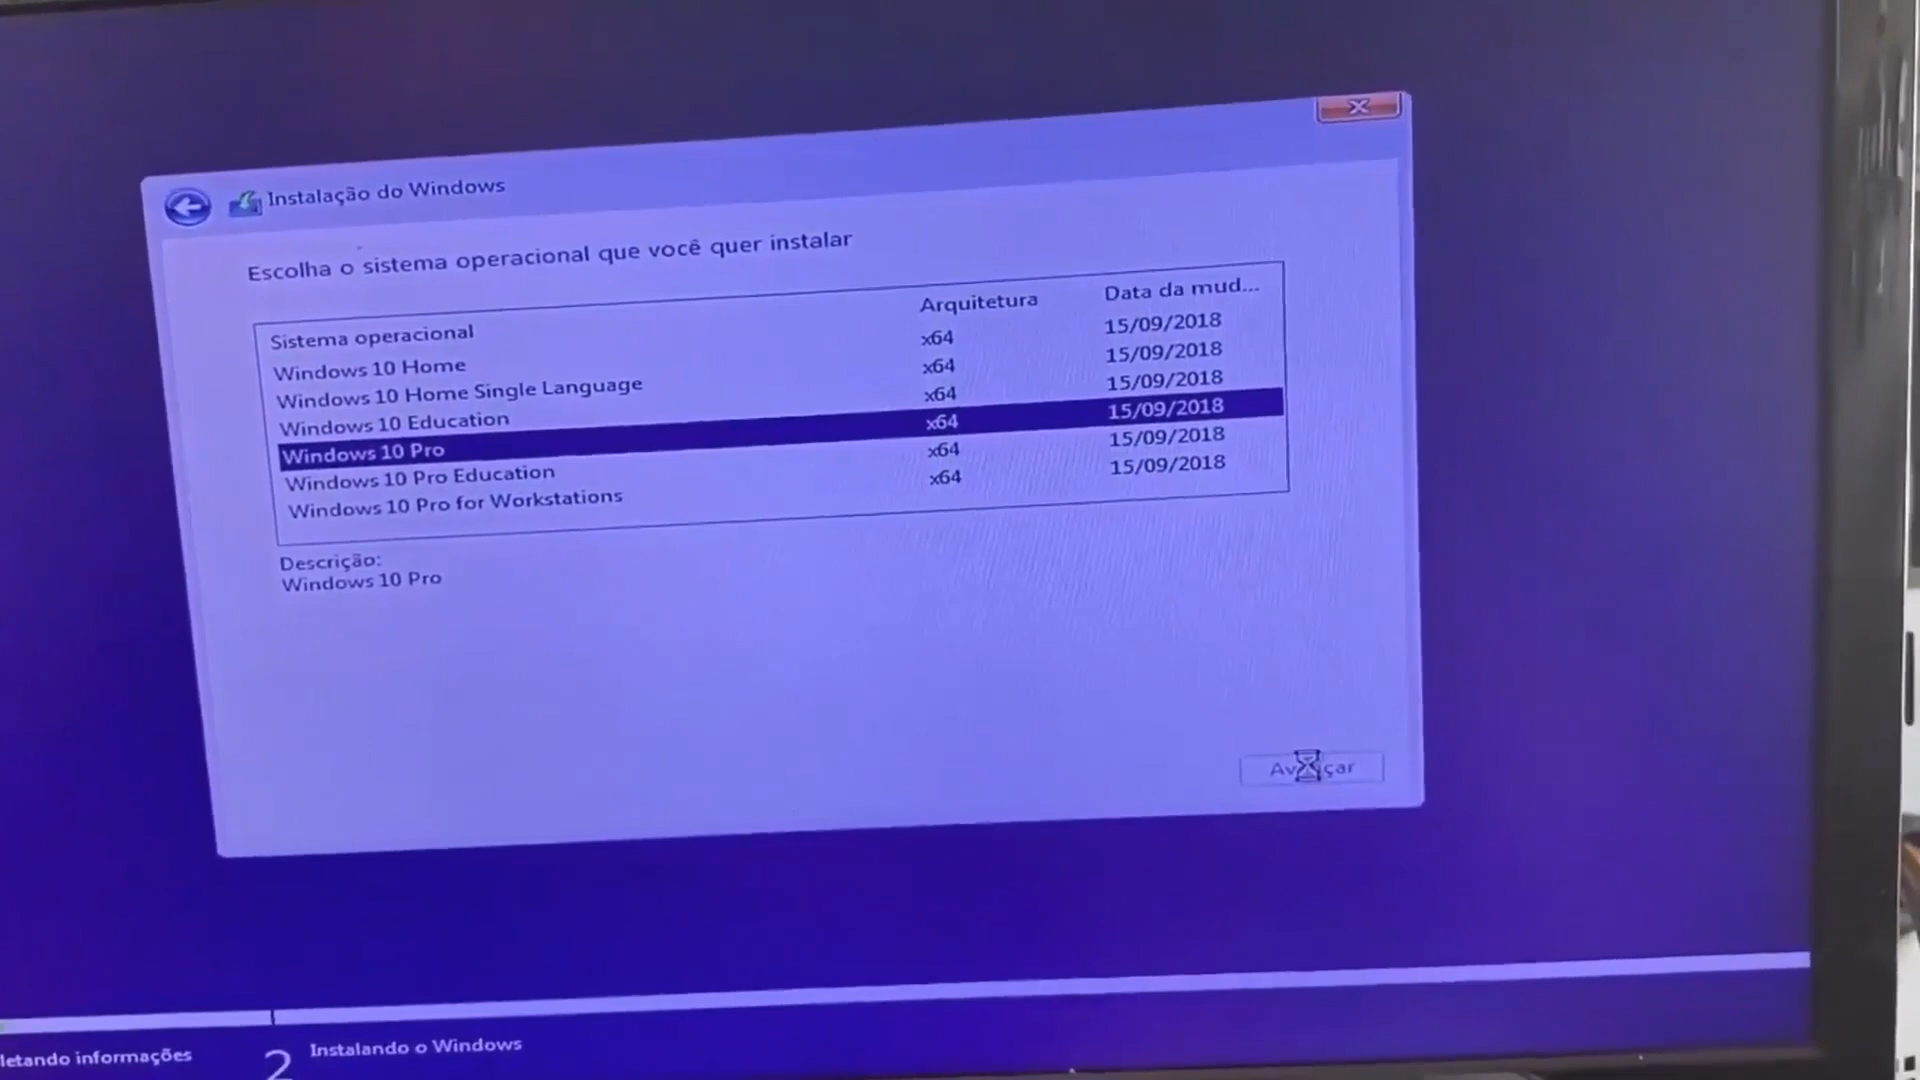 Instalação do Windows
Escolha o sistema operacional que você quer instalar
Sistema operacional Arquitetura Data da mud...
Windows 10 Home x64 15/09/2018
Windows 10 Home Single Language x64 15/09/2018
Windows 10 Education x64 15/09/2018
Windows 10 Pro x64 15/09/2018
Windows 10 Pro Education x64 15/09/2018
Windows 10 Pro for Workstations x64 15/09/2018
Descrição:
Windows 10 Pro
letando informações
2 Instalando o Windows